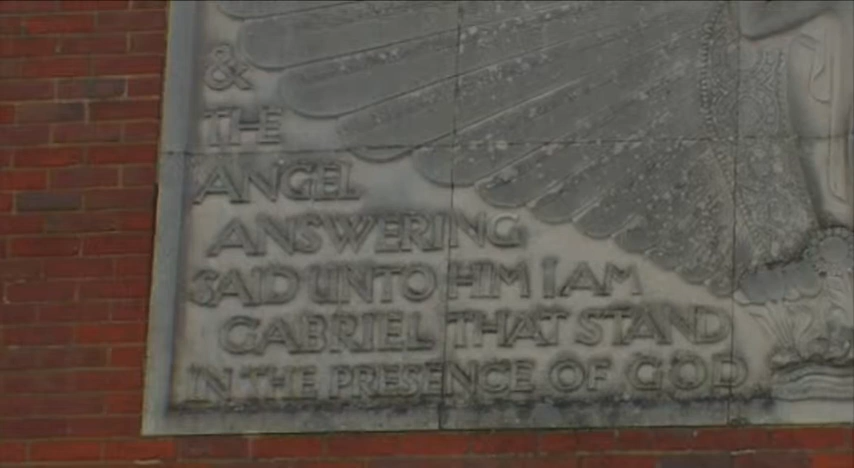 &
THE
ANGEL
ANSWERING
SAID UNTO HIM I AM
GABRIEL THAT STAND
IN THE PRESENCE OF GOD